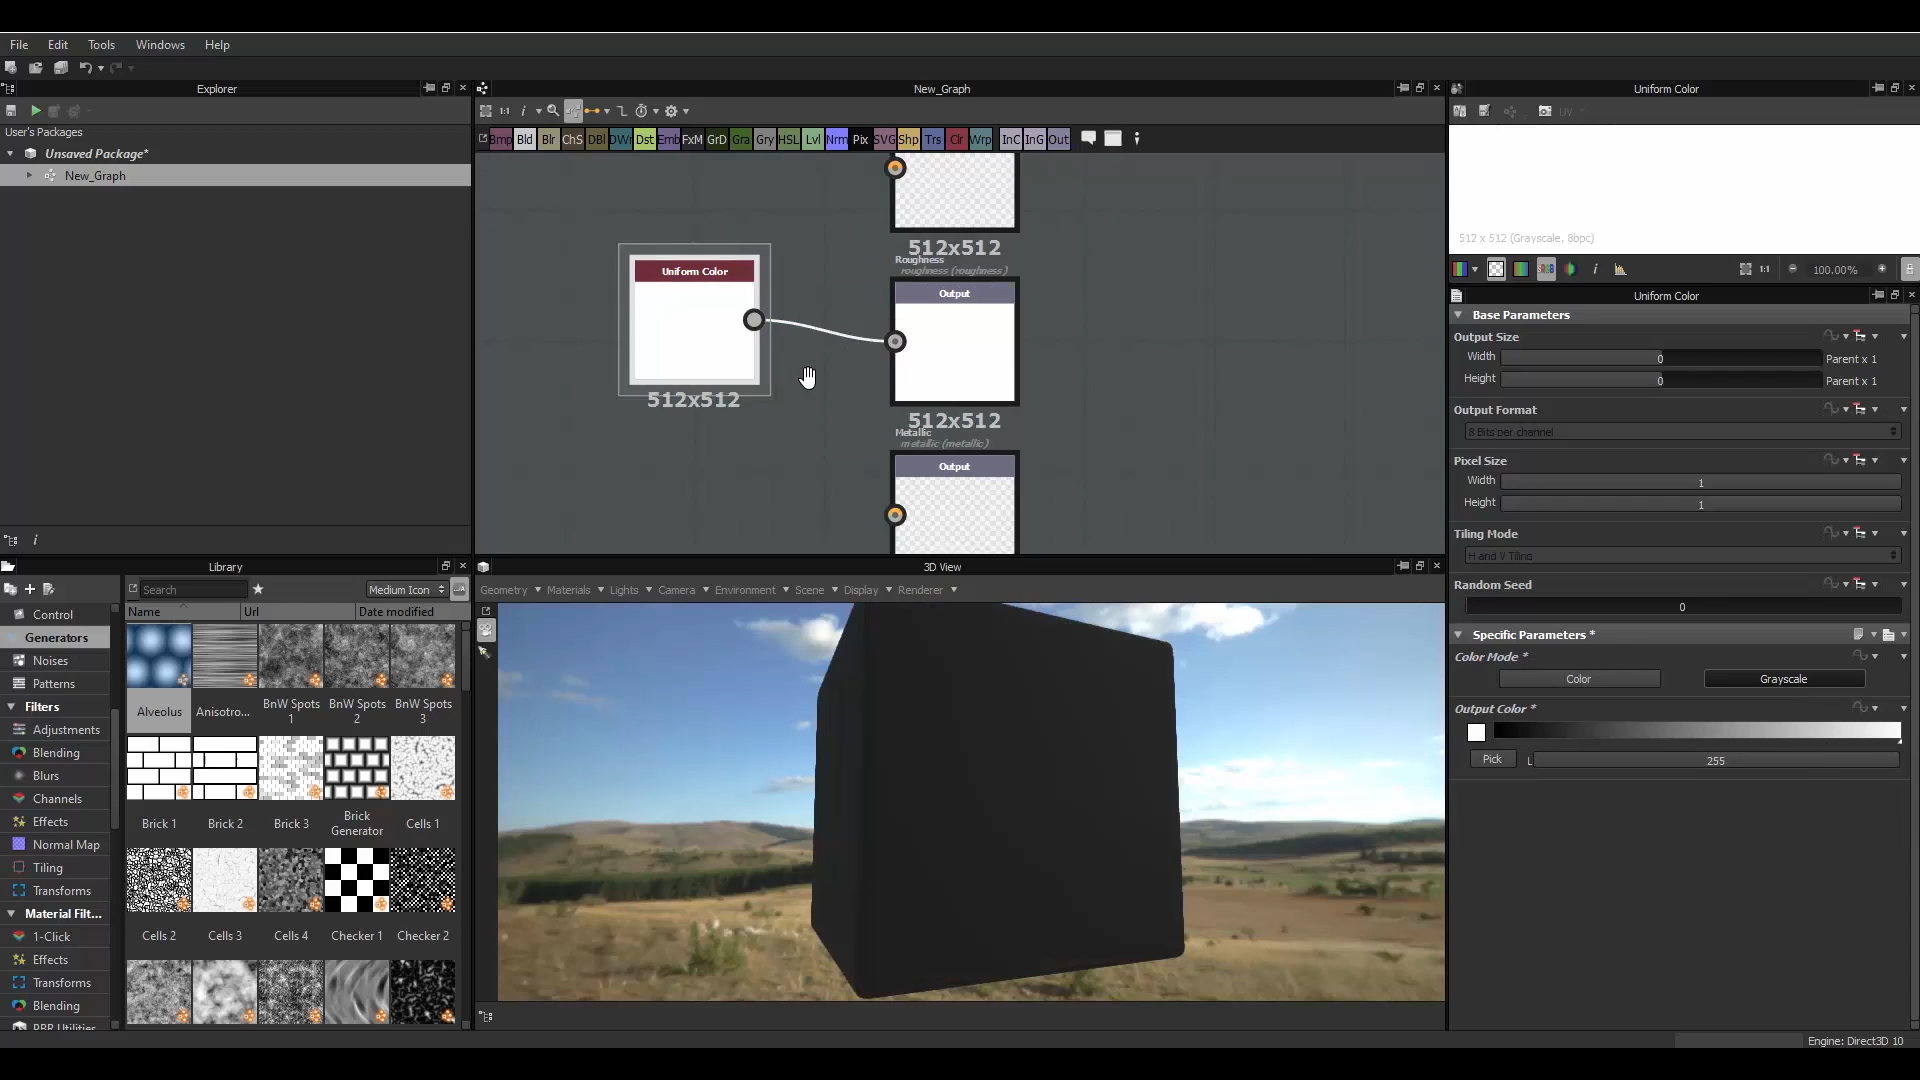 File Edit Tools Windows Help
Explorer
New_Graph
Uniform Color
1:1
UV
User's Packages
Unsaved Package*
New_Graph
Bmp Bld Blr ChS DBl DWr Dst Emb FxM GrD Gra Gry HSL Lvl Nrm Pix SVG Shp Trs Clr Wrp InC InG Out
512x512
Roughness
roughness (roughness)
Uniform Color
Output
512x512
512x512
Metallic
metallic (metallic)
Output
512 x 512 (Grayscale, 8bpc)
1:1
100.00%
Uniform Color
Base Parameters
Output Size
Width 0 Parent x 1
Height 0 Parent x 1
Output Format
8 Bits per channel
Pixel Size
Width 1
Height 1
Tiling Mode
H and V Tiling
Random Seed
0
Specific Parameters *
Color Mode *
Color Grayscale
Output Color *
Pick L 255
Library
Search
Medium Icon
Name Url Date modified
Control
Generators
Noises
Patterns
Filters
Adjustments
Blending
Blurs
Channels
Effects
Normal Map
Tiling
Transforms
Material Filt...
1-Click
Effects
Transforms
Blending
PBR Utilities
Alveolus Anisotro... BnW Spots 1 BnW Spots 2 BnW Spots 3
Brick 1 Brick 2 Brick 3 Brick Generator Cells 1
Cells 2 Cells 3 Cells 4 Checker 1 Checker 2
3D View
Geometry Materials Lights Camera Environment Scene Display Renderer
Engine: Direct3D 10